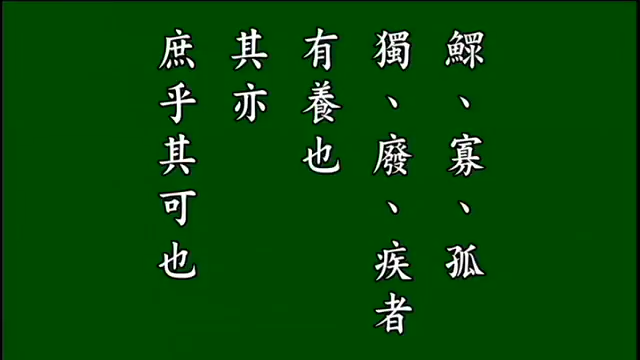 鰥、寡、孤
獨、廢、疾者
有養也
其亦
庶乎其可也